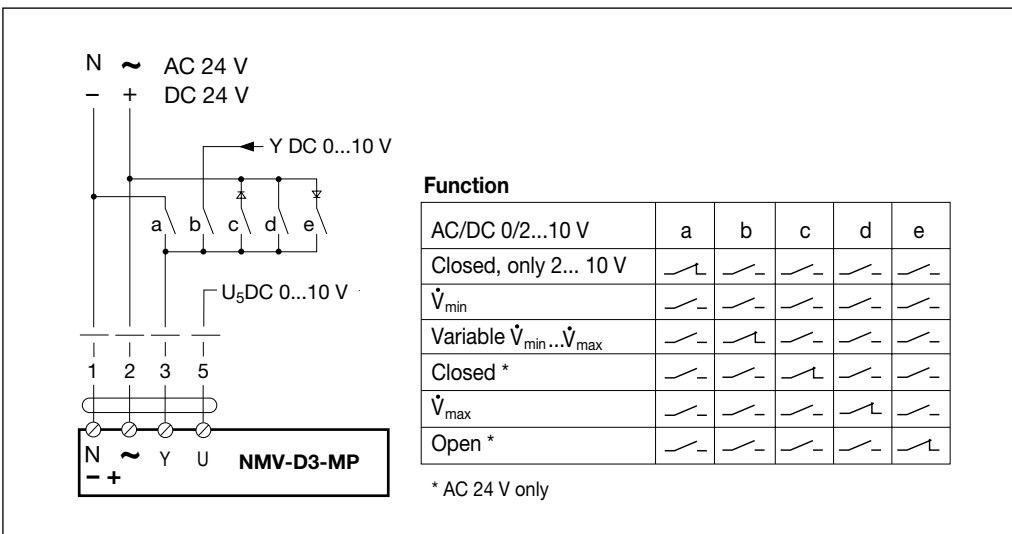 N ~ AC 24 V
– + DC 24 V
Y DC 0...10 V
a b c d e
U₅DC 0...10 V
1 2 3 5
N ~ Y U
– +
NMV-D3-MP
Function
AC/DC 0/2...10 V a b c d e
Closed, only 2... 10 V
V̇min
Variable V̇min...V̇max
Closed *
V̇max
Open *
* AC 24 V only